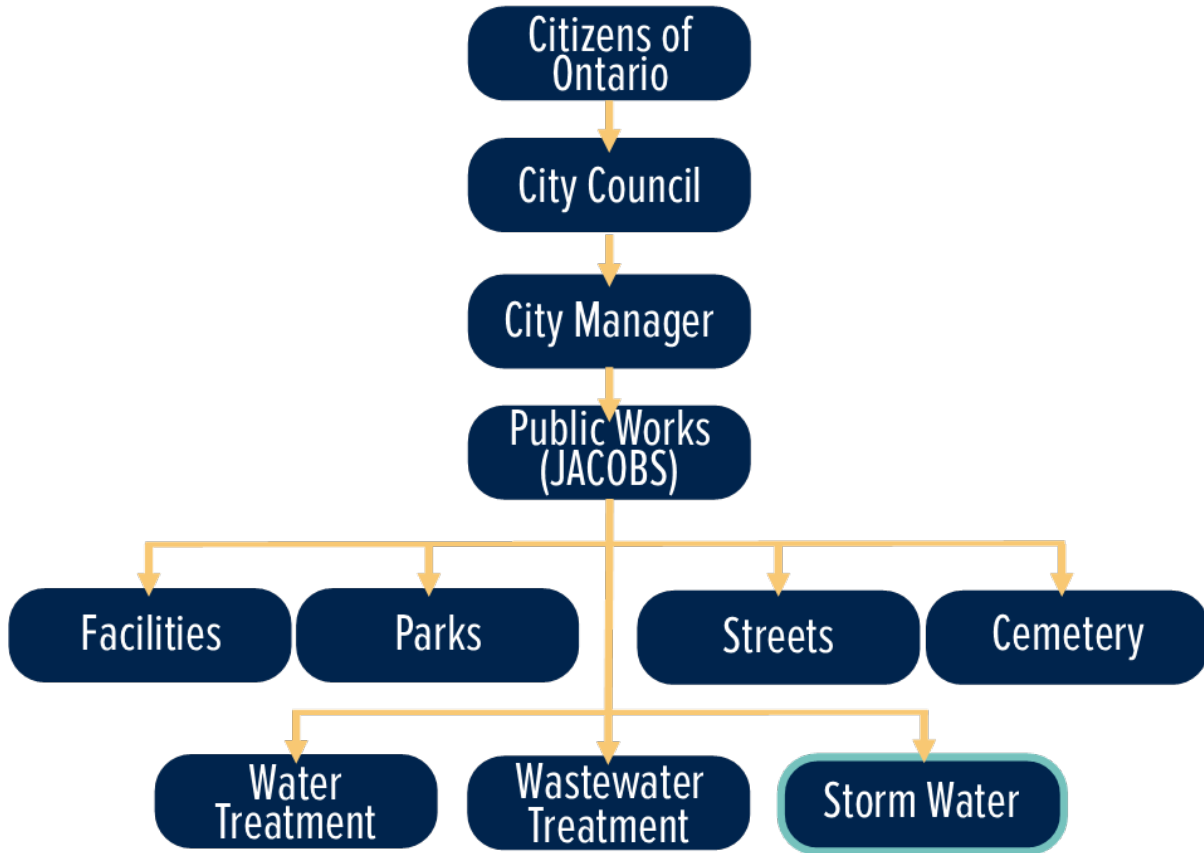 Citizens of
Ontario
City Council
City Manager
Public Works
(JACOBS)
Facilities
Parks
Streets
Cemetery
Water
Treatment
Wastewater
Treatment
Storm Water